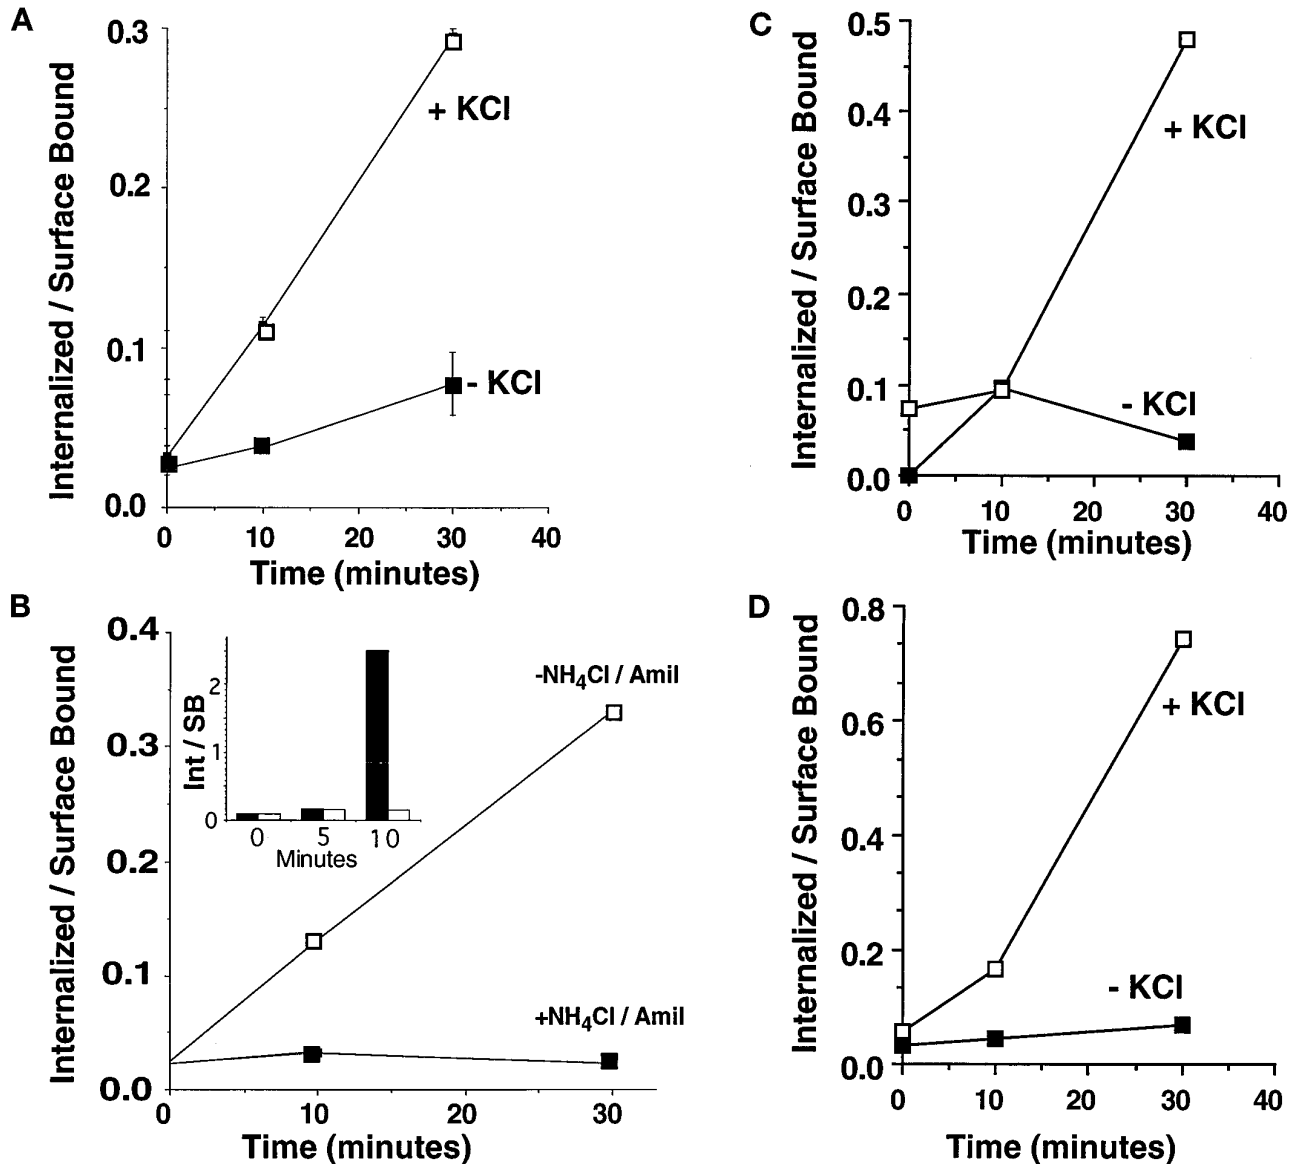 A
Internalized / Surface Bound
0.3
0.2
0.1
0.0
+ KCl
- KCl
0 10 20 30 40
Time (minutes)
B
Internalized / Surface Bound
0.4
0.3
0.2
0.1
0.0
Int / SB
2
1
0
0 5 10
Minutes
-NH₄Cl / Amil
+NH₄Cl / Amil
0 10 20 30
Time (minutes)
C
Internalized / Surface Bound
0.5
0.4
0.3
0.2
0.1
0.0
+ KCl
- KCl
0 10 20 30 40
Time (minutes)
D
Internalized / Surface Bound
0.8
0.6
0.4
0.2
0.0
+ KCl
- KCl
0 10 20 30 40
Time (minutes)